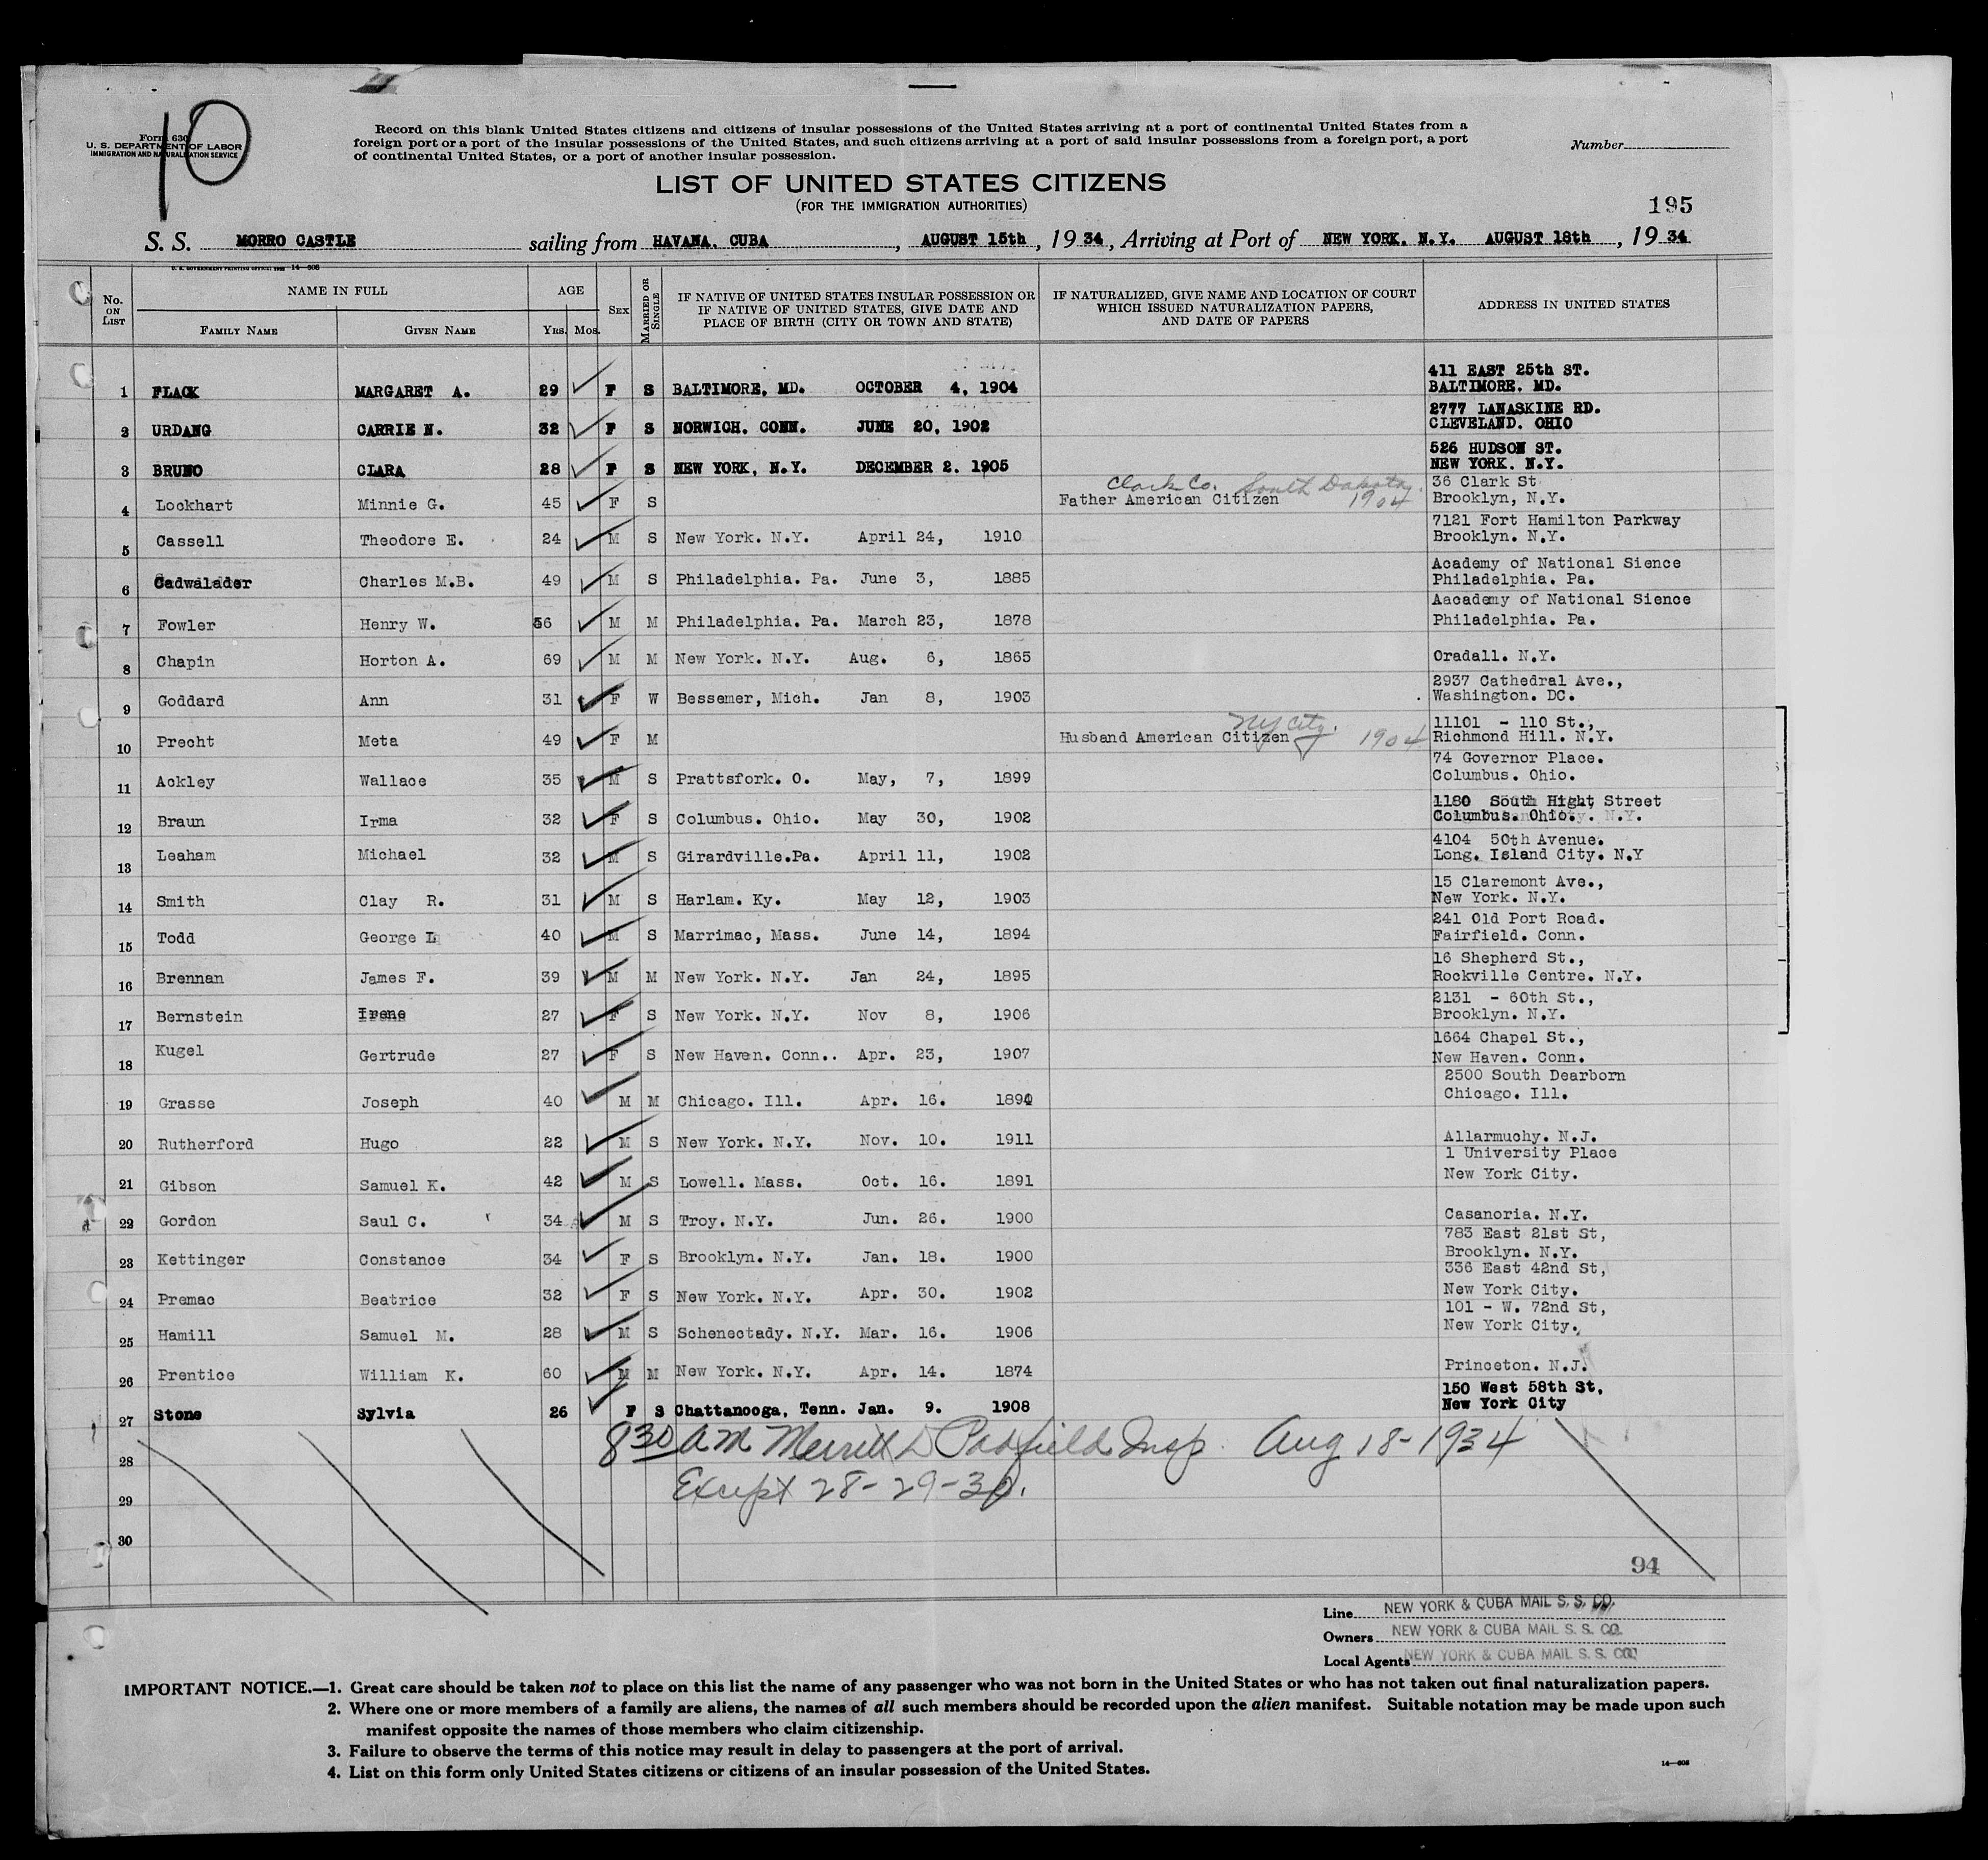 10
Form 630
U. S. DEPARTMENT OF LABOR
IMMIGRATION AND NATURALIZATION SERVICE
Record on this blank United States citizens and citizens of insular possessions of the United States arriving at a port of continental United States from a
foreign port or a port of the insular possessions of the United States, and such citizens arriving at a port of said insular possessions from a foreign port, a port
of continental United States, or a port of another insular possession.
Number
LIST OF UNITED STATES CITIZENS
(FOR THE IMMIGRATION AUTHORITIES)
195
S. S. MORRO CASTLE sailing from HAVANA, CUBA, AUGUST 15th, 1934, Arriving at Port of NEW YORK. N.Y. AUGUST 18th, 1934
U. S. GOVERNMENT PRINTING OFFICE: 14—608
No. ON LIST
NAME IN FULL
FAMILY NAME GIVEN NAME
AGE
YRS. MOS.
SEX
MARRIED OR SINGLE
IF NATIVE OF UNITED STATES INSULAR POSSESSION OR
IF NATIVE OF UNITED STATES, GIVE DATE AND
PLACE OF BIRTH (CITY OR TOWN AND STATE)
IF NATURALIZED, GIVE NAME AND LOCATION OF COURT
WHICH ISSUED NATURALIZATION PAPERS,
AND DATE OF PAPERS
ADDRESS IN UNITED STATES
1 FLACK MARGARET A. 29 F S BALTIMORE, MD. OCTOBER 4, 1904 411 EAST 25th ST. BALTIMORE. MD.
2 URDANG CARRIE N. 32 F S NORWICH. CONN. JUNE 20, 1902 2777 LANASKINE RD. CLEVELAND. OHIO
3 BRUNO CLARA 28 F S NEW YORK, N.Y. DECEMBER 2. 1905 526 HUDSON ST. NEW YORK. N.Y.
4 Lockhart Minnie G. 45 F S Clark Co. South Dakota. Father American Citizen 1904 36 Clark St Brooklyn, N.Y.
5 Cassell Theodore E. 24 M S New York. N.Y. April 24, 1910 7121 Fort Hamilton Parkway Brooklyn. N.Y.
6 Cadwalader Charles M.B. 49 M S Philadelphia. Pa. June 3, 1885 Academy of National Sience Philadelphia. Pa.
7 Fowler Henry W. 56 M M Philadelphia. Pa. March 23, 1878 Aacademy of National Sience Philadelphia. Pa.
8 Chapin Horton A. 69 M M New York. N.Y. Aug. 6, 1865 Oradall. N.Y.
9 Goddard Ann 31 F W Bessemer, Mich. Jan 8, 1903 2937 Cathedral Ave., Washington. DC.
10 Precht Meta 49 F M NY City. Husband American Citizen 1904 11101 - 110 St., Richmond Hill. N.Y.
11 Ackley Wallace 35 M S Prattsfork. O. May, 7, 1899 74 Governor Place. Columbus. Ohio.
12 Braun Irma 32 F S Columbus. Ohio. May 30, 1902 1180 South Hight Street Columbus. Ohio.
13 Leaham Michael 32 M S Girardville.Pa. April 11, 1902 4104 50th Avenue. Long. Island City. N.Y
14 Smith Clay R. 31 M S Harlam. Ky. May 12, 1903 15 Claremont Ave., New York. N.Y.
15 Todd George L 40 M S Marrimac, Mass. June 14, 1894 241 Old Port Road. Fairfield. Conn.
16 Brennan James F. 39 M M New York. N.Y. Jan 24, 1895 16 Shepherd St., Rockville Centre. N.Y.
17 Bernstein Irene 27 F S New York. N.Y. Nov 8, 1906 2131 - 60th St., Brooklyn. N.Y.
18 Kugel Gertrude 27 F S New Haven. Conn.. Apr. 23, 1907 1664 Chapel St., New Haven. Conn.
19 Grasse Joseph 40 M M Chicago. Ill. Apr. 16. 1894 2500 South Dearborn Chicago. Ill.
20 Rutherford Hugo 22 M S New York. N.Y. Nov. 10. 1911 Allarmuchy. N.J.
21 Gibson Samuel K. 42 M S Lowell. Mass. Oct. 16. 1891 1 University Place New York City.
22 Gordon Saul C. 34 M S Troy. N.Y. Jun. 26. 1900 Casanoria. N.Y.
23 Kettinger Constance 34 F S Brooklyn. N.Y. Jan. 18. 1900 783 East 21st St, Brooklyn. N.Y.
24 Premac Beatrice 32 F S New York. N.Y. Apr. 30. 1902 336 East 42nd St, New York City.
25 Hamill Samuel M. 28 M S Schenectady. N.Y. Mar. 16. 1906 101 - W. 72nd St, New York City.
26 Prentice William K. 60 M M New York. N.Y. Apr. 14. 1874 Princeton. N.J.
27 Stone Sylvia 26 F S Chattanooga, Tenn. Jan. 9. 1908 150 West 58th St, New York City
8 30 AM Merrill D Padfield Insp. Aug 18-1934
28
Except 28-29-30.
29
30
94
Line NEW YORK & CUBA MAIL S. S. CO.
Owners NEW YORK & CUBA MAIL S. S. CO.
Local Agents NEW YORK & CUBA MAIL S. S. CO.
IMPORTANT NOTICE.—1. Great care should be taken not to place on this list the name of any passenger who was not born in the United States or who has not taken out final naturalization papers.
2. Where one or more members of a family are aliens, the names of all such members should be recorded upon the alien manifest. Suitable notation may be made upon such
manifest opposite the names of those members who claim citizenship.
3. Failure to observe the terms of this notice may result in delay to passengers at the port of arrival.
4. List on this form only United States citizens or citizens of an insular possession of the United States.
14—608